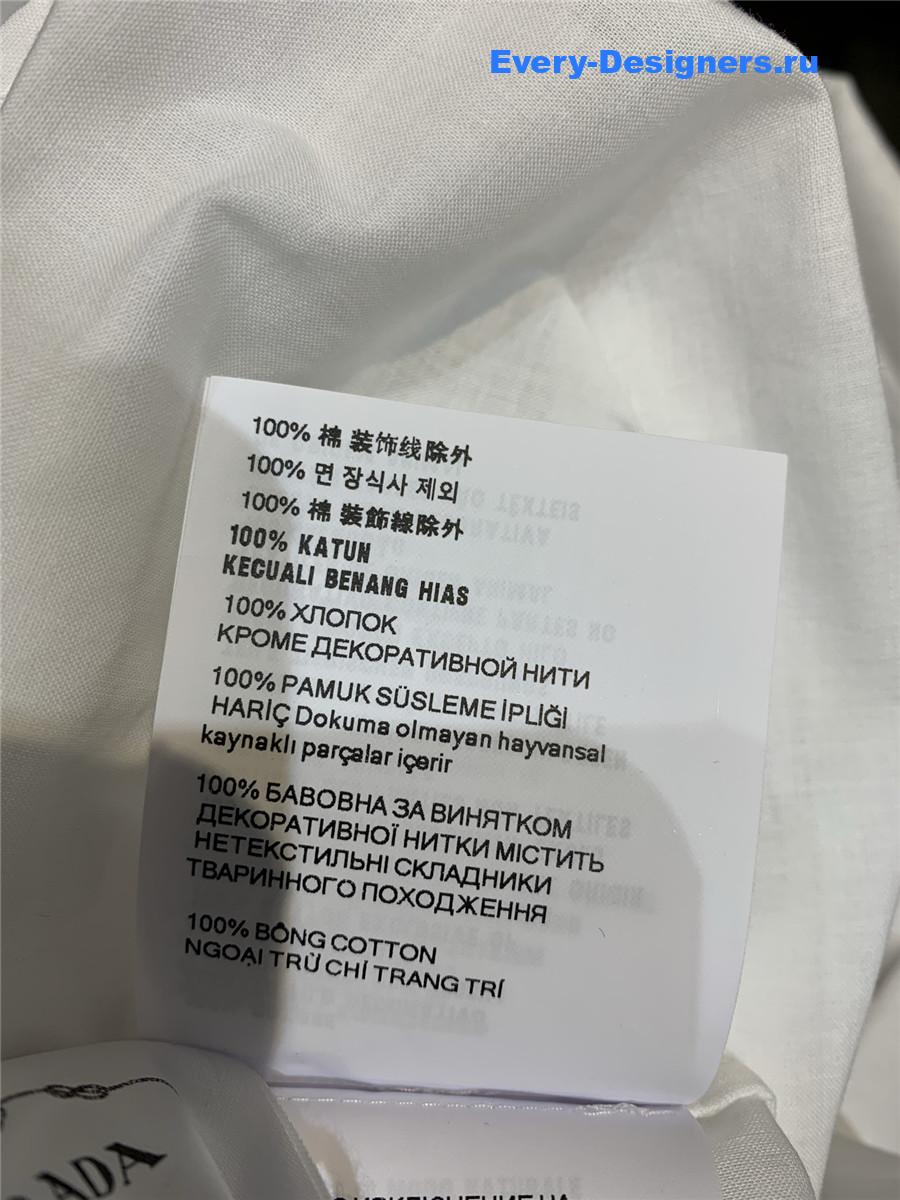 Every-Designers.ru
100% 棉 装饰线除外
100% 면 장식사 제외
100% 棉 裝飾線除外
100% KATUN
KECUALI BENANG HIAS
100% ХЛОПОК
КРОМЕ ДЕКОРАТИВНОЙ НИТИ
100% PAMUK SÜSLEME İPLİĞİ
HARİÇ Dokuma olmayan hayvansal
kaynaklı parçalar içerir
100% БАВОВНА ЗА ВИНЯТКОМ
ДЕКОРАТИВНОЇ НИТКИ МІСТИТЬ
НЕТЕКСТИЛЬНІ СКЛАДНИКИ
ТВАРИННОГО ПОХОДЖЕННЯ
100% BÔNG COTTON
NGOẠI TRỪ CHỈ TRANG TRÍ